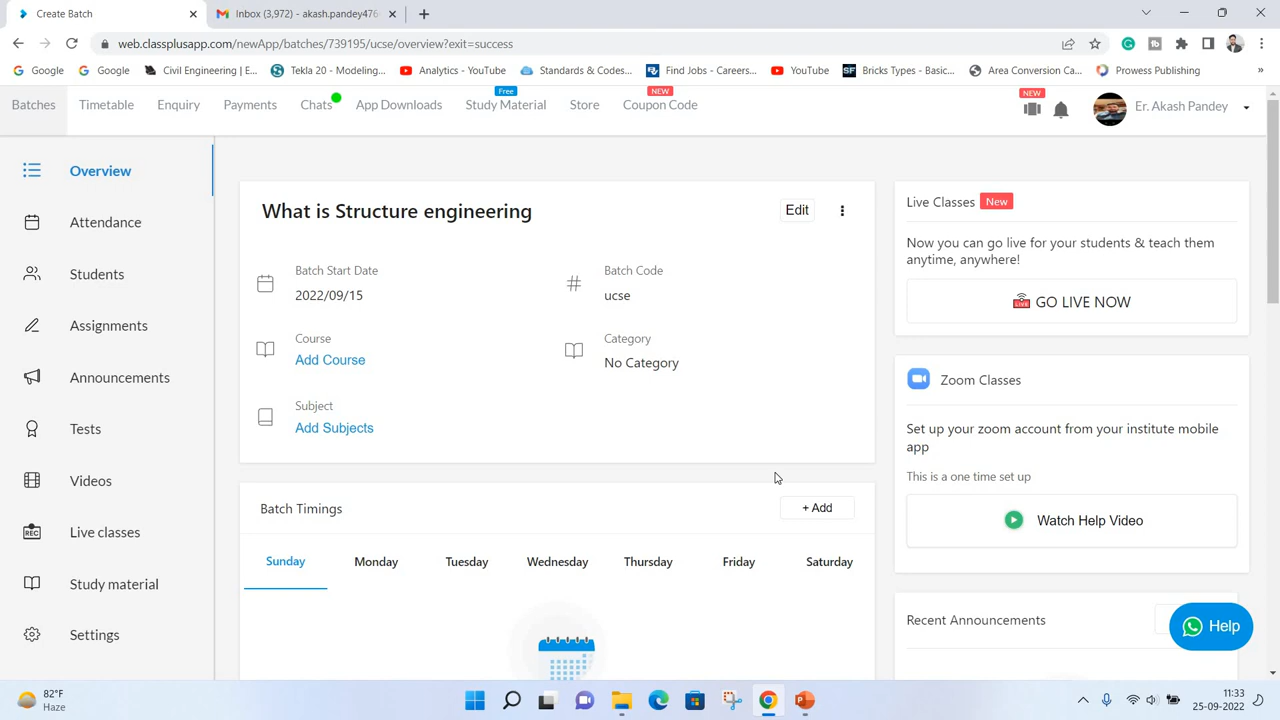 Create Batch
Inbox (3,972) - akash.pandey476
web.classplusapp.com/newApp/batches/739195/ucse/overview?exit=success
Google
Google
Civil Engineering | E...
Tekla 20 - Modeling...
Analytics - YouTube
Standards & Codes...
Find Jobs - Careers...
YouTube
Bricks Types - Basic...
Area Conversion Ca...
Prowess Publishing
»
Batches
Timetable
Enquiry
Payments
Chats
App Downloads
Free
Study Material
Store
NEW
Coupon Code
NEW
Er. Akash Pandey
Overview
Attendance
Students
Assignments
Announcements
Tests
Videos
REC
Live classes
Study material
Settings
What is Structure engineering
Edit
Batch Start Date
2022/09/15
Batch Code
ucse
Course
Add Course
Category
No Category
Subject
Add Subjects
Batch Timings
+ Add
Sunday
Monday
Tuesday
Wednesday
Thursday
Friday
Saturday
Live Classes
New
Now you can go live for your students & teach them
anytime, anywhere!
LIVE
GO LIVE NOW
Zoom Classes
Set up your zoom account from your institute mobile
app
This is a one time set up
Watch Help Video
Recent Announcements
Help
82°F
Haze
11:33
25-09-2022